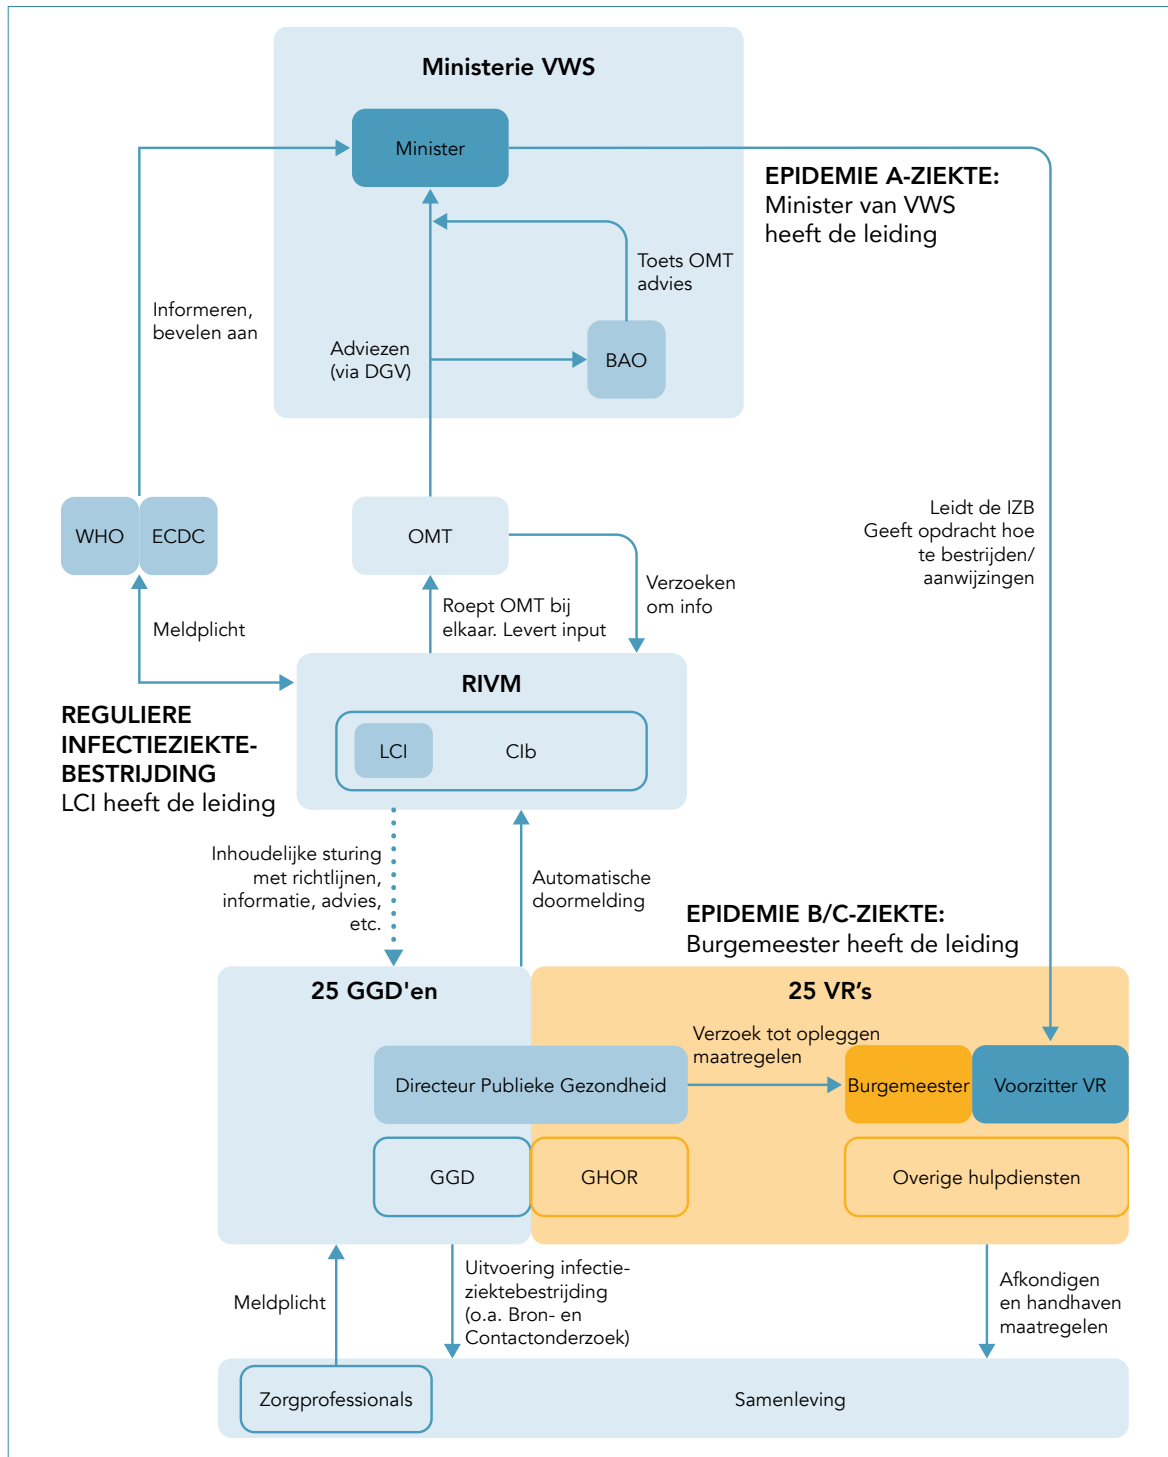 Ministerie VWS
Minister
EPIDEMIE A-ZIEKTE:
Minister van VWS
heeft de leiding
Toets OMT
advies
Informeren,
bevelen aan
Adviezen
(via DGV)
BAO
WHO
ECDC
OMT
Leidt de IZB
Geeft opdracht hoe
te bestrijden/
aanwijzingen
Verzoeken
om info
Roept OMT bij
elkaar. Levert input
Meldplicht
RIVM
LCI
CIb
REGULIERE
INFECTIEZIEKTE-
BESTRIJDING
LCI heeft de leiding
Inhoudelijke sturing
met richtlijnen,
informatie, advies,
etc.
Automatische
doormelding
EPIDEMIE B/C-ZIEKTE:
Burgemeester heeft de leiding
25 GGD'en
25 VR’s
Verzoek tot opleggen
maatregelen
Directeur Publieke Gezondheid
Burgemeester
Voorzitter VR
GGD
GHOR
Overige hulpdiensten
Meldplicht
Uitvoering infectie-
ziektebestrijding
(o.a. Bron- en
Contactonderzoek)
Afkondigen
en handhaven
maatregelen
Zorgprofessionals
Samenleving